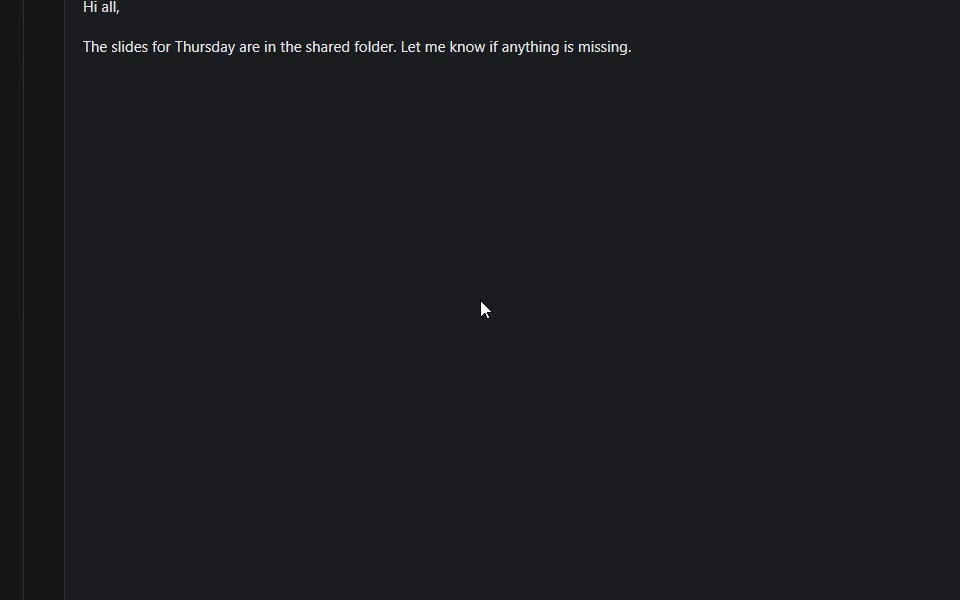 Hi all,
The slides for Thursday are in the shared folder. Let me know if anything is missing.